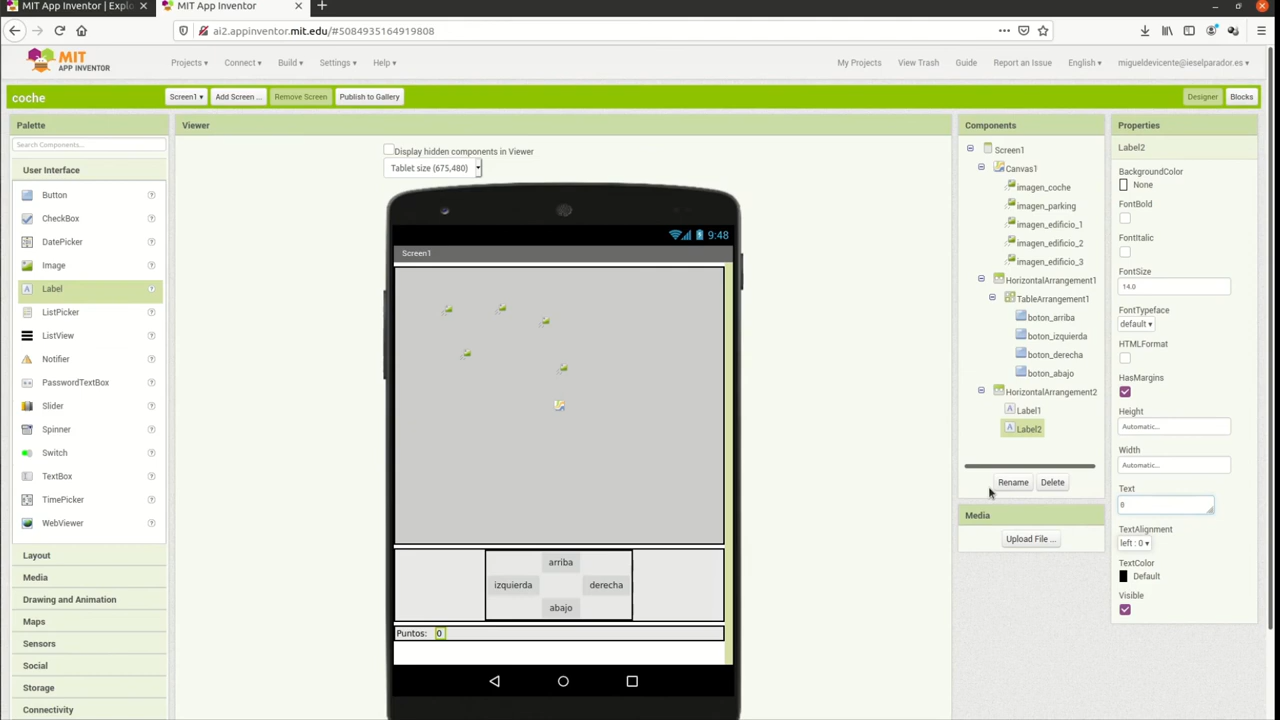 MIT App Inventor | Explo
MIT App Inventor
ai2.appinventor.mit.edu/#5084935164919808
MIT
APP INVENTOR
Projects
Connect
Build
Settings
Help
My Projects
View Trash
Guide
Report an Issue
English
migueldevicente@ieselparador.es
coche
Screen1
Add Screen ...
Remove Screen
Publish to Gallery
Designer
Blocks
Palette
Search Components...
User Interface
Button
CheckBox
DatePicker
Image
Label
ListPicker
ListView
Notifier
PasswordTextBox
Slider
Spinner
Switch
TextBox
TimePicker
WebViewer
Layout
Media
Drawing and Animation
Maps
Sensors
Social
Storage
Connectivity
Viewer
Display hidden components in Viewer
Tablet size (675,480)
9:48
Screen1
arriba
izquierda
derecha
abajo
Puntos: 0
Components
Screen1
Canvas1
imagen_coche
imagen_parking
imagen_edificio_1
imagen_edificio_2
imagen_edificio_3
HorizontalArrangement1
TableArrangement1
boton_arriba
boton_izquierda
boton_derecha
boton_abajo
HorizontalArrangement2
Label1
Label2
Rename
Delete
Media
Upload File ...
Properties
Label2
BackgroundColor
None
FontBold
FontItalic
FontSize
14.0
FontTypeface
default
HTMLFormat
HasMargins
Height
Automatic...
Width
Automatic...
Text
0
TextAlignment
left : 0
TextColor
Default
Visible